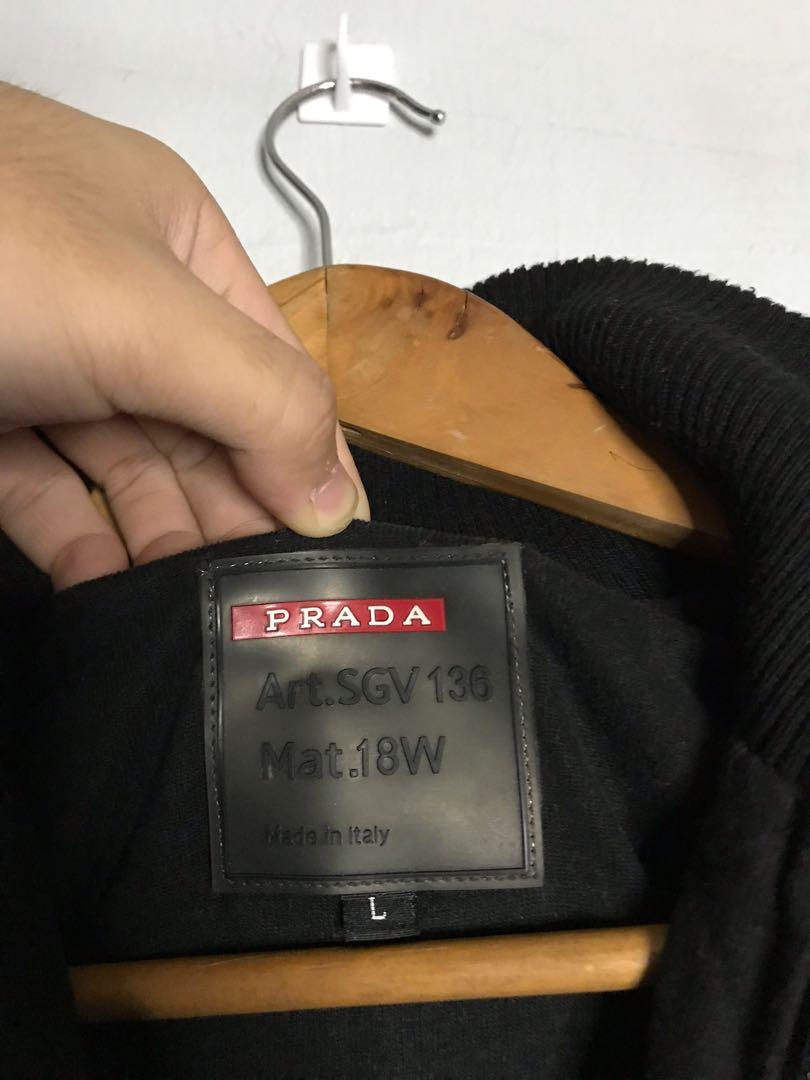 PRADA
Art.SGV 136
Mat.18W
Made in Italy
L